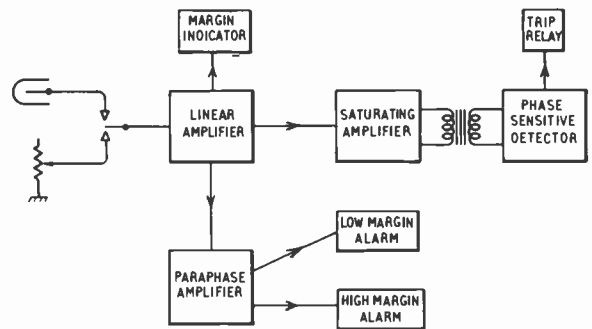 MARGIN
INDICATOR
TRIP
RELAY
LINEAR
AMPLIFIER
SATURATING
AMPLIFIER
PHASE
SENSITIVE
DETECTOR
PARAPHASE
AMPLIFIER
LOW MARGIN
ALARM
HIGH MARGIN
ALARM